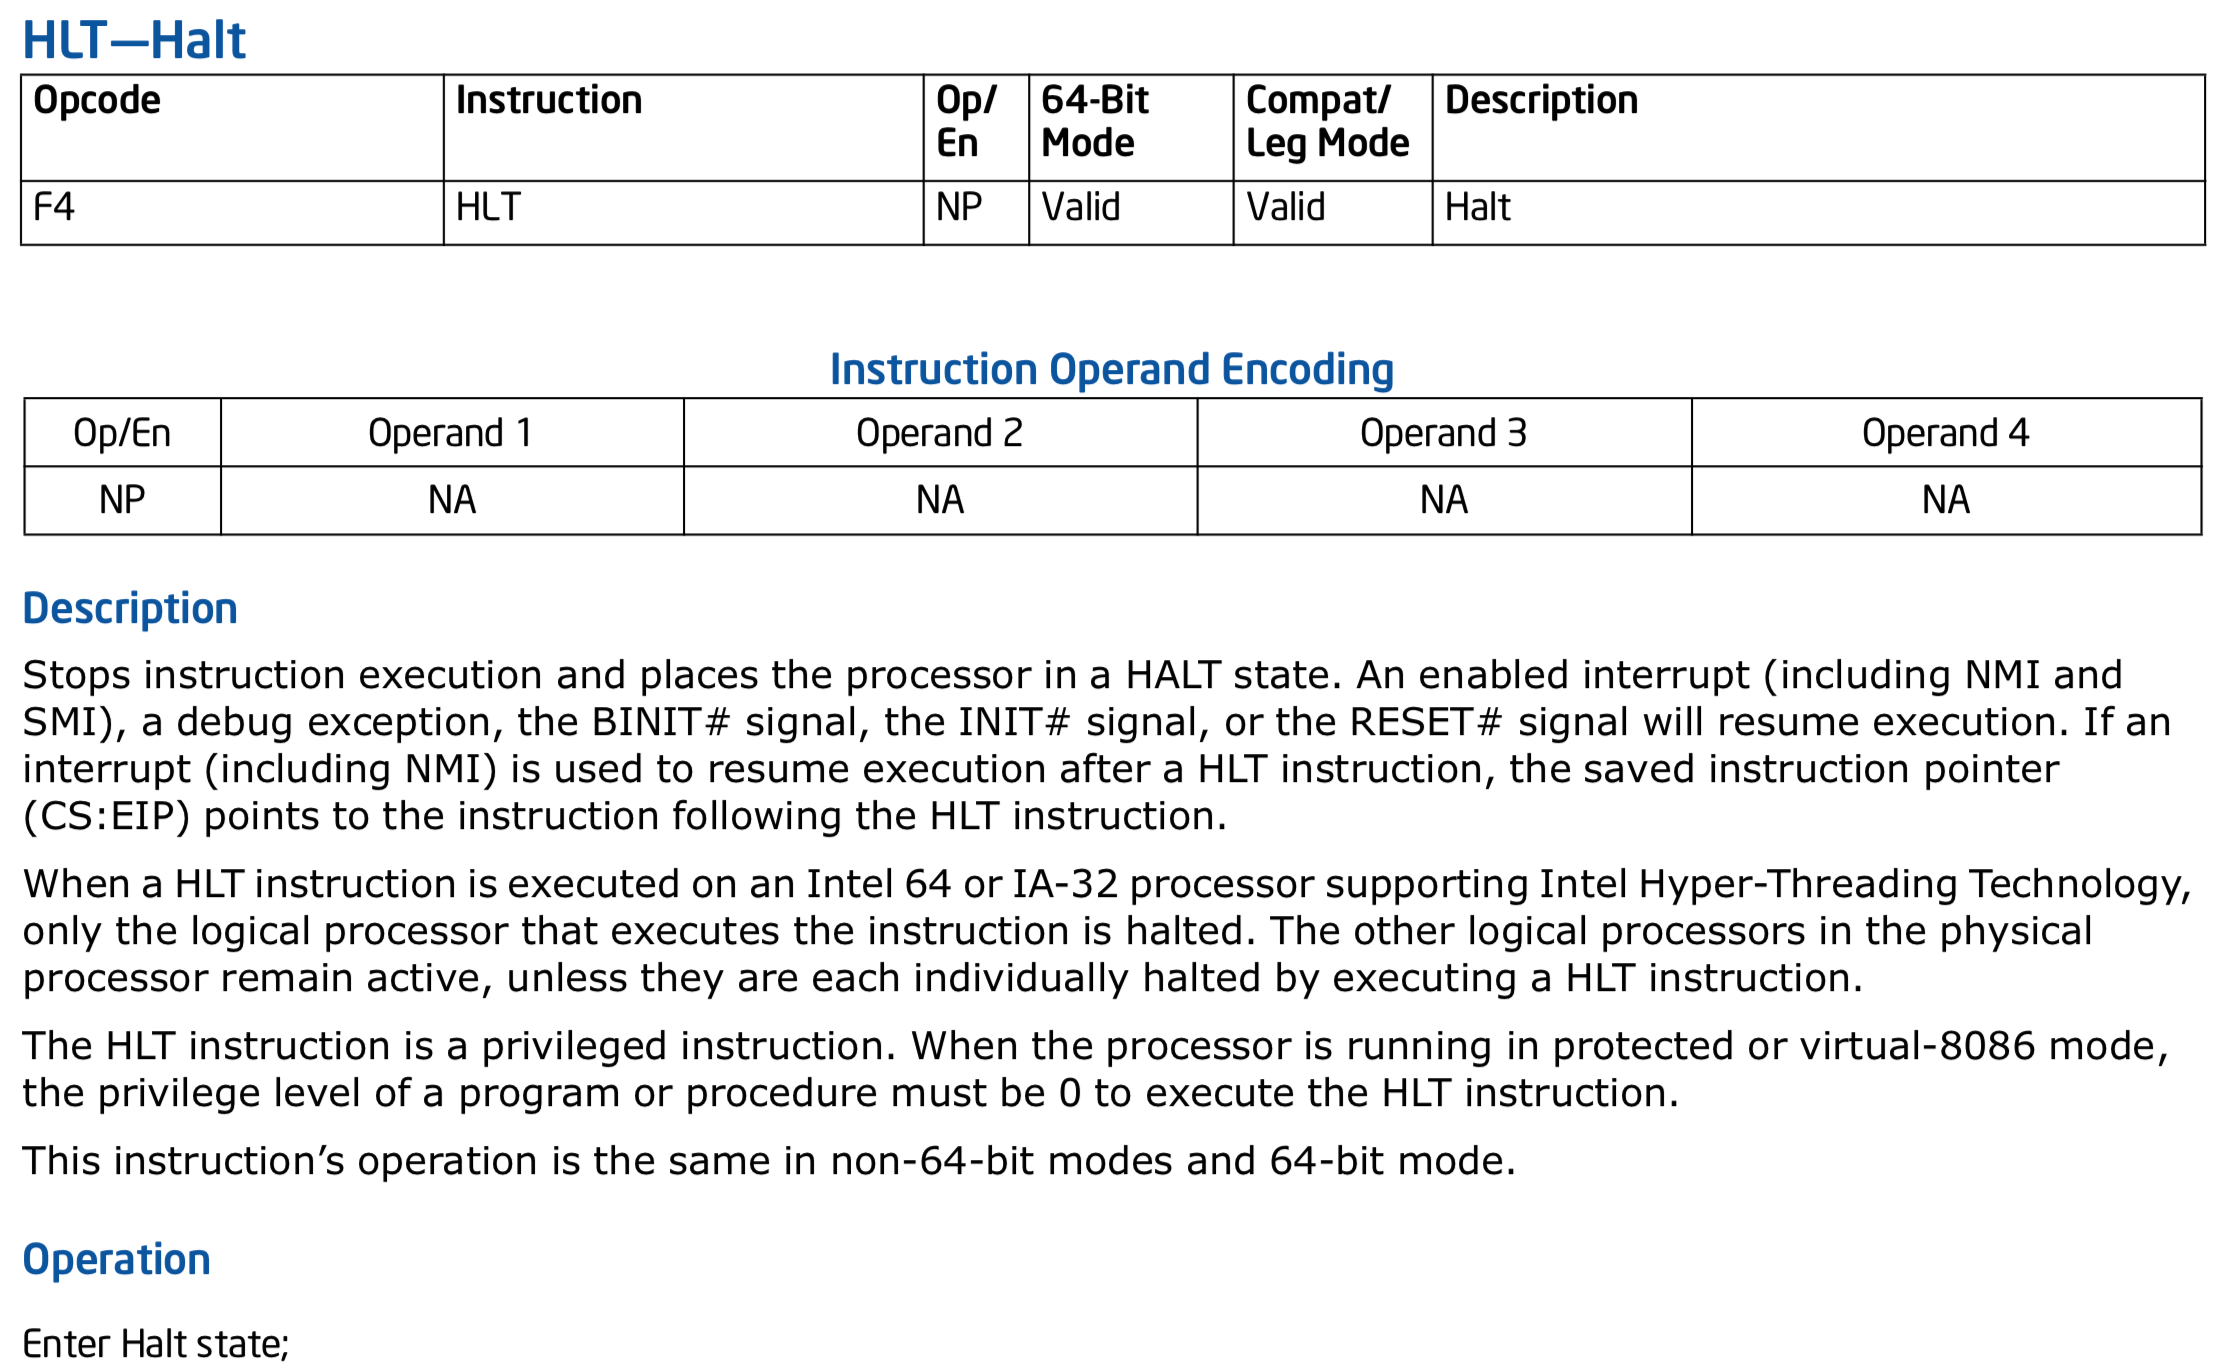 HLT—Halt
Opcode Instruction Op/ 64-Bit Compat/ Description
En Mode Leg Mode
F4 HLT NP Valid Valid Halt
Instruction Operand Encoding
Op/En Operand 1 Operand 2 Operand 3 Operand 4
NP NA NA NA NA
Description
Stops instruction execution and places the processor in a HALT state. An enabled interrupt (including NMI and
SMI), a debug exception, the BINIT# signal, the INIT# signal, or the RESET# signal will resume execution. If an
interrupt (including NMI) is used to resume execution after a HLT instruction, the saved instruction pointer
(CS:EIP) points to the instruction following the HLT instruction.
When a HLT instruction is executed on an Intel 64 or IA-32 processor supporting Intel Hyper-Threading Technology,
only the logical processor that executes the instruction is halted. The other logical processors in the physical
processor remain active, unless they are each individually halted by executing a HLT instruction.
The HLT instruction is a privileged instruction. When the processor is running in protected or virtual-8086 mode,
the privilege level of a program or procedure must be 0 to execute the HLT instruction.
This instruction’s operation is the same in non-64-bit modes and 64-bit mode.
Operation
Enter Halt state;